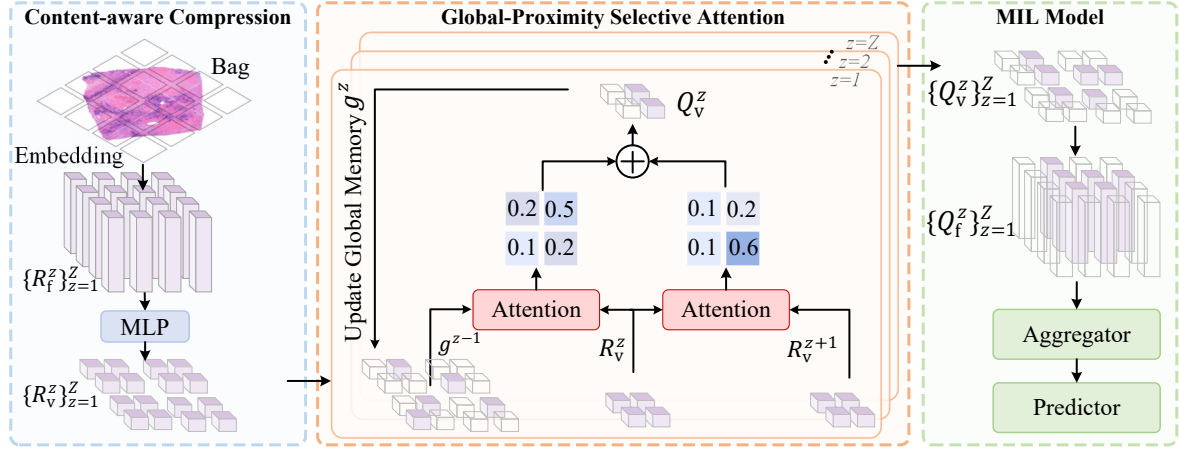 Content-aware Compression
Bag
Embedding
{R_f^z}_{z=1}^Z
MLP
{R_v^z}_{z=1}^Z
Global-Proximity Selective Attention
z=Z
z=2
z=1
Update Global Memory g^z
Q_v^z
0.2 0.5
0.1 0.2
0.1 0.2
0.1 0.6
Attention
Attention
g^{z−1}
R_v^z
R_v^{z+1}
MIL Model
{Q_v^z}_{z=1}^Z
{Q_f^z}_{z=1}^Z
Aggregator
Predictor